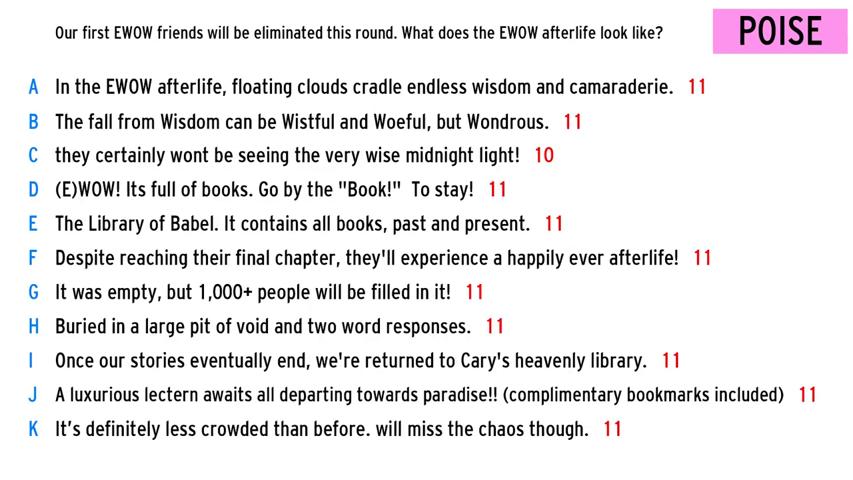 Our first EWOW friends will be eliminated this round. What does the EWOW afterlife look like?
POISE
A In the EWOW afterlife, floating clouds cradle endless wisdom and camaraderie. 11
B The fall from Wisdom can be Wistful and Woeful, but Wondrous. 11
C they certainly wont be seeing the very wise midnight light! 10
D (E)WOW! Its full of books. Go by the "Book!"  To stay! 11
E The Library of Babel. It contains all books, past and present. 11
F Despite reaching their final chapter, they'll experience a happily ever afterlife! 11
G It was empty, but 1,000+ people will be filled in it! 11
H Buried in a large pit of void and two word responses. 11
I Once our stories eventually end, we're returned to Cary's heavenly library. 11
J A luxurious lectern awaits all departing towards paradise!! (complimentary bookmarks included) 11
K It’s definitely less crowded than before. will miss the chaos though. 11